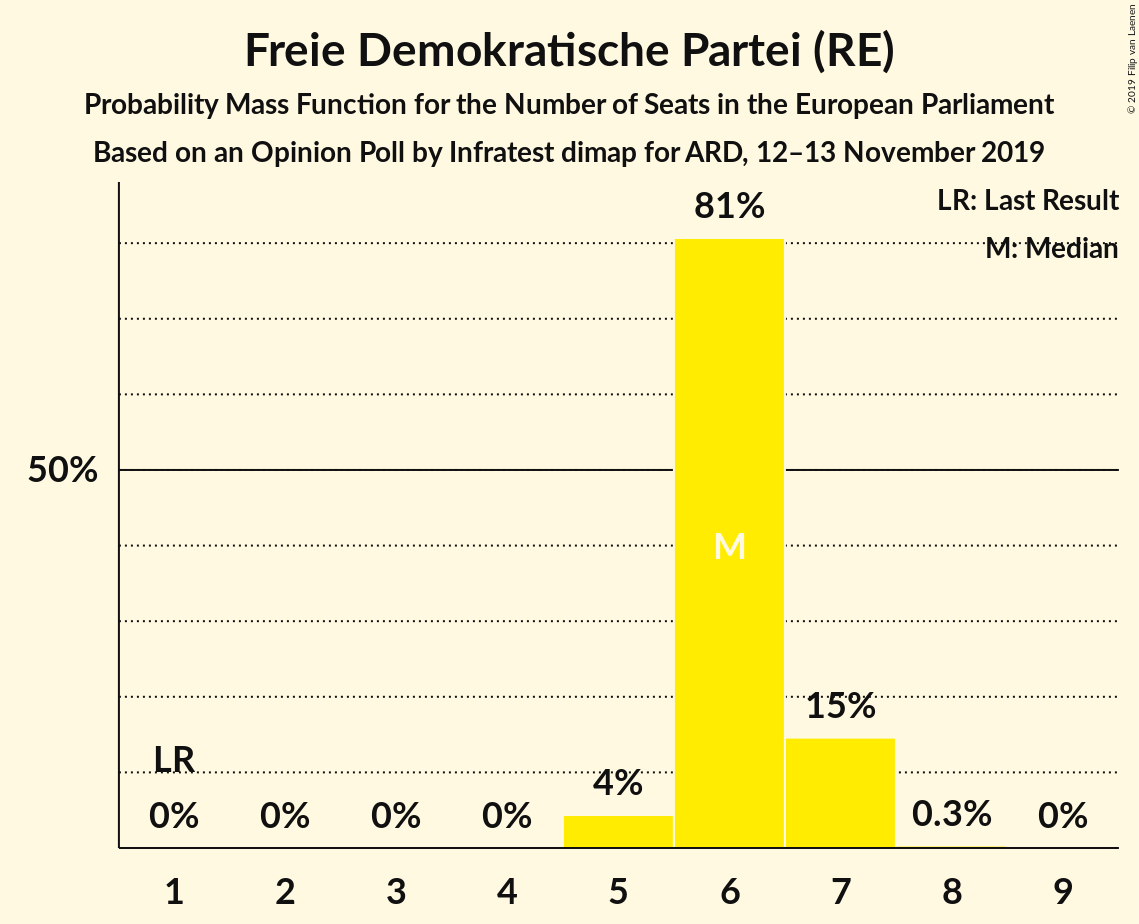 Freie Demokratische Partei (RE)
Probability Mass Function for the Number of Seats in the European Parliament
Based on an Opinion Poll by Infratest dimap for ARD, 12–13 November 2019
© 2019 Filip van Laenen
LR: Last Result
M: Median
81%
50%
M
15%
LR
4%
0% 0% 0% 0% 0.3% 0%
1 2 3 4 5 6 7 8 9